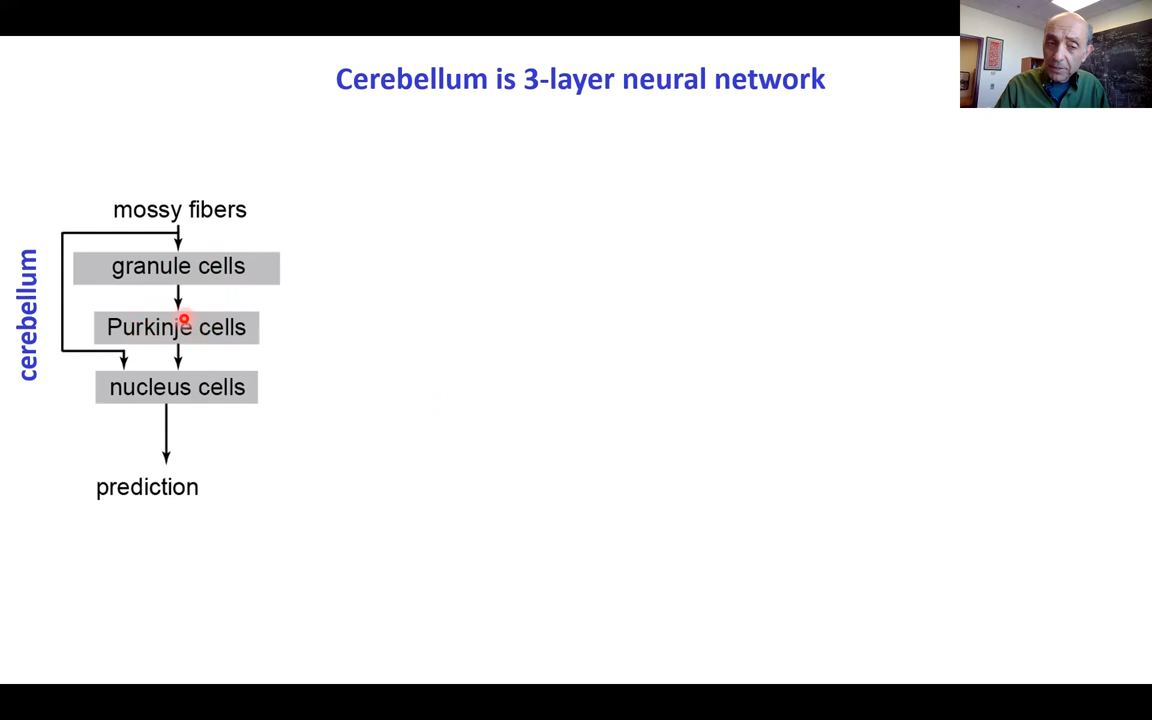 Cerebellum is 3-layer neural network
mossy fibers
cerebellum
granule cells
Purkinje cells
nucleus cells
prediction